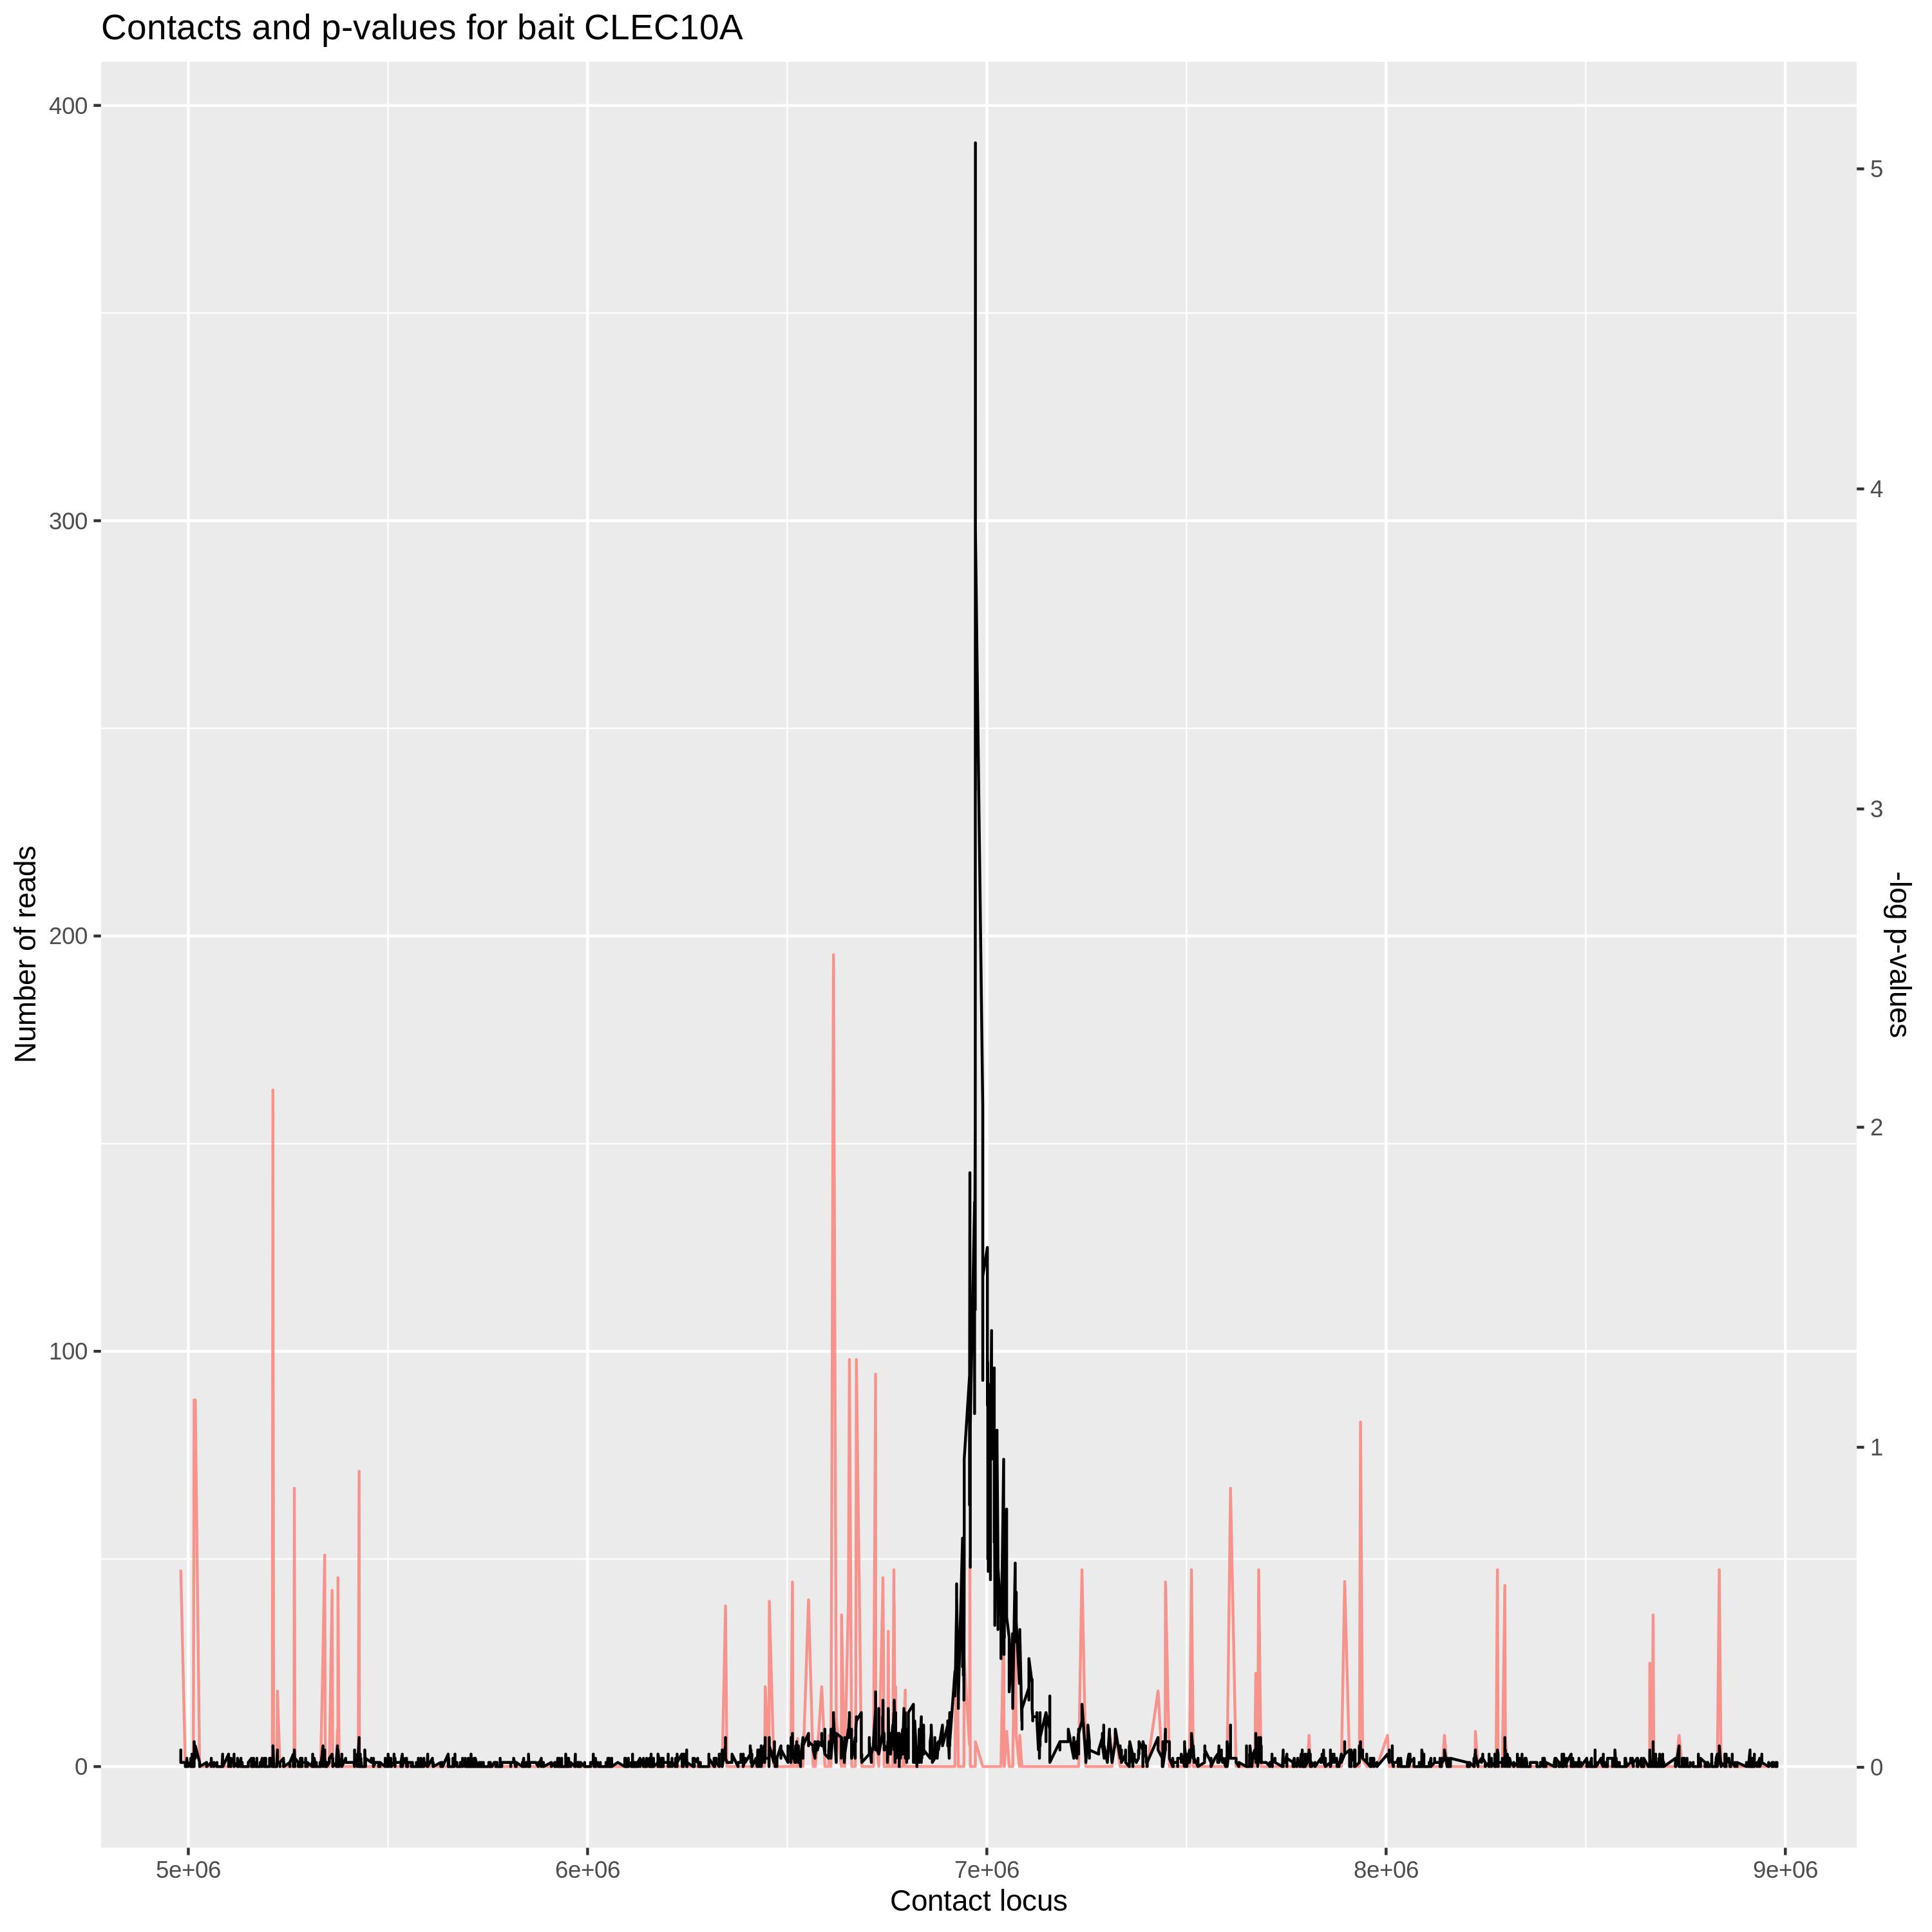 Contacts and p-values for bait CLEC10A
400
300
200
100
0
Number of reads
5
4
3
2
1
0
-log p-values
5e+06
6e+06
7e+06
8e+06
9e+06
Contact locus